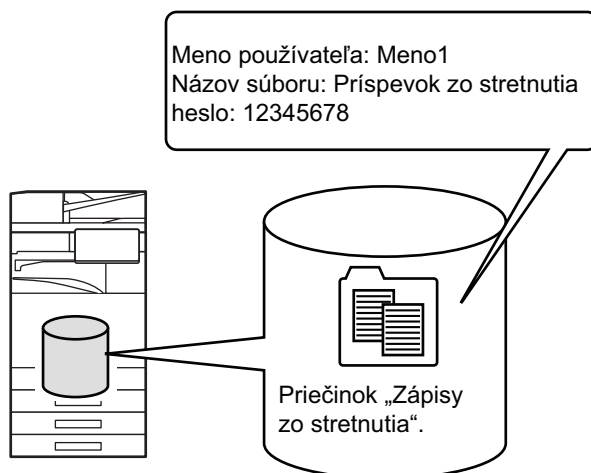 Meno používateľa: Meno1
Názov súboru: Príspevok zo stretnutia
heslo: 12345678
Priečinok „Zápisy
zo stretnutia“.